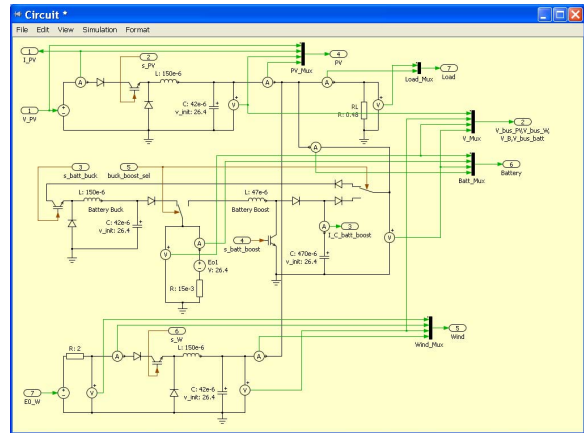 Circuit *
File Edit View Simulation Format
1
I_PV
2
s_PV
4
PV
PV_Mux
7
Load
Load_Mux
L: 150e-6
A
A
A
C: 42e-6
v_init: 26.4
V
RL
R: 0.48
V
1
V_PV
2
V_bus_PV,V_bus_W,
V_B,V_bus_batt
V_Mux
3
s_batt_buck
5
buck_boost_sel
A
6
Battery
Batt_Mux
L: 150e-6
Battery Buck
L: 47e-6
Battery Boost
C: 42e-6
v_init: 26.4
V
A
4
s_batt_boost
A
3
I_C_batt_boost
V
Eo1
V: 26.4
C: 470e-6
v_init: 26.4
R: 15e-3
6
s_W
5
Wind
Wind_Mux
R: 2
A
L: 150e-6
A
7
E0_W
V
C: 42e-6
v_init: 26.4
V